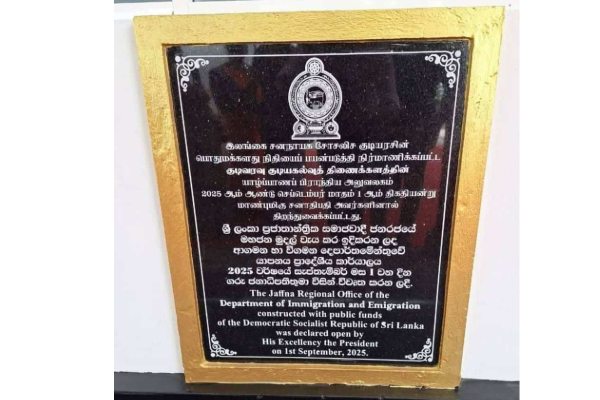 இலங்கை சனநாயக சோசலிச குடியரசின்
பொதுமக்களது நிதியைப் பயன்படுத்தி நிர்மாணிக்கப்பட்ட
குடிவரவு குடியகல்வுத் திணைக்களத்தின்
யாழ்ப்பாணப் பிராந்திய அலுவலகம்
2025 ஆம் ஆண்டு செப்டெம்பர் மாதம் 1 ஆம் திகதியன்று
மாண்புமிகு சனாதிபதி அவர்களினால்
திறந்துவைக்கப்பட்டது.
ශ්‍රී ලංකා ප්‍රජාතාන්ත්‍රික සමාජවාදී ජනරජයේ
මහජන මුදල් වැය කර ඉදිකරන ලද
ආගමන හා විගමන දෙපාර්තමේන්තුවේ
යාපනය ප්‍රාදේශීය කාර්යාලය
2025 වර්ෂයේ සැප්තැම්බර් මස 1 වන දින
ගරු ජනාධිපතිතුමා විසින් විවෘත කරන ලදී.
The Jaffna Regional Office of the
Department of Immigration and Emigration
constructed with public funds
of the Democratic Socialist Republic of Sri Lanka
was declared open by
His Excellency the President
on 1st September, 2025.